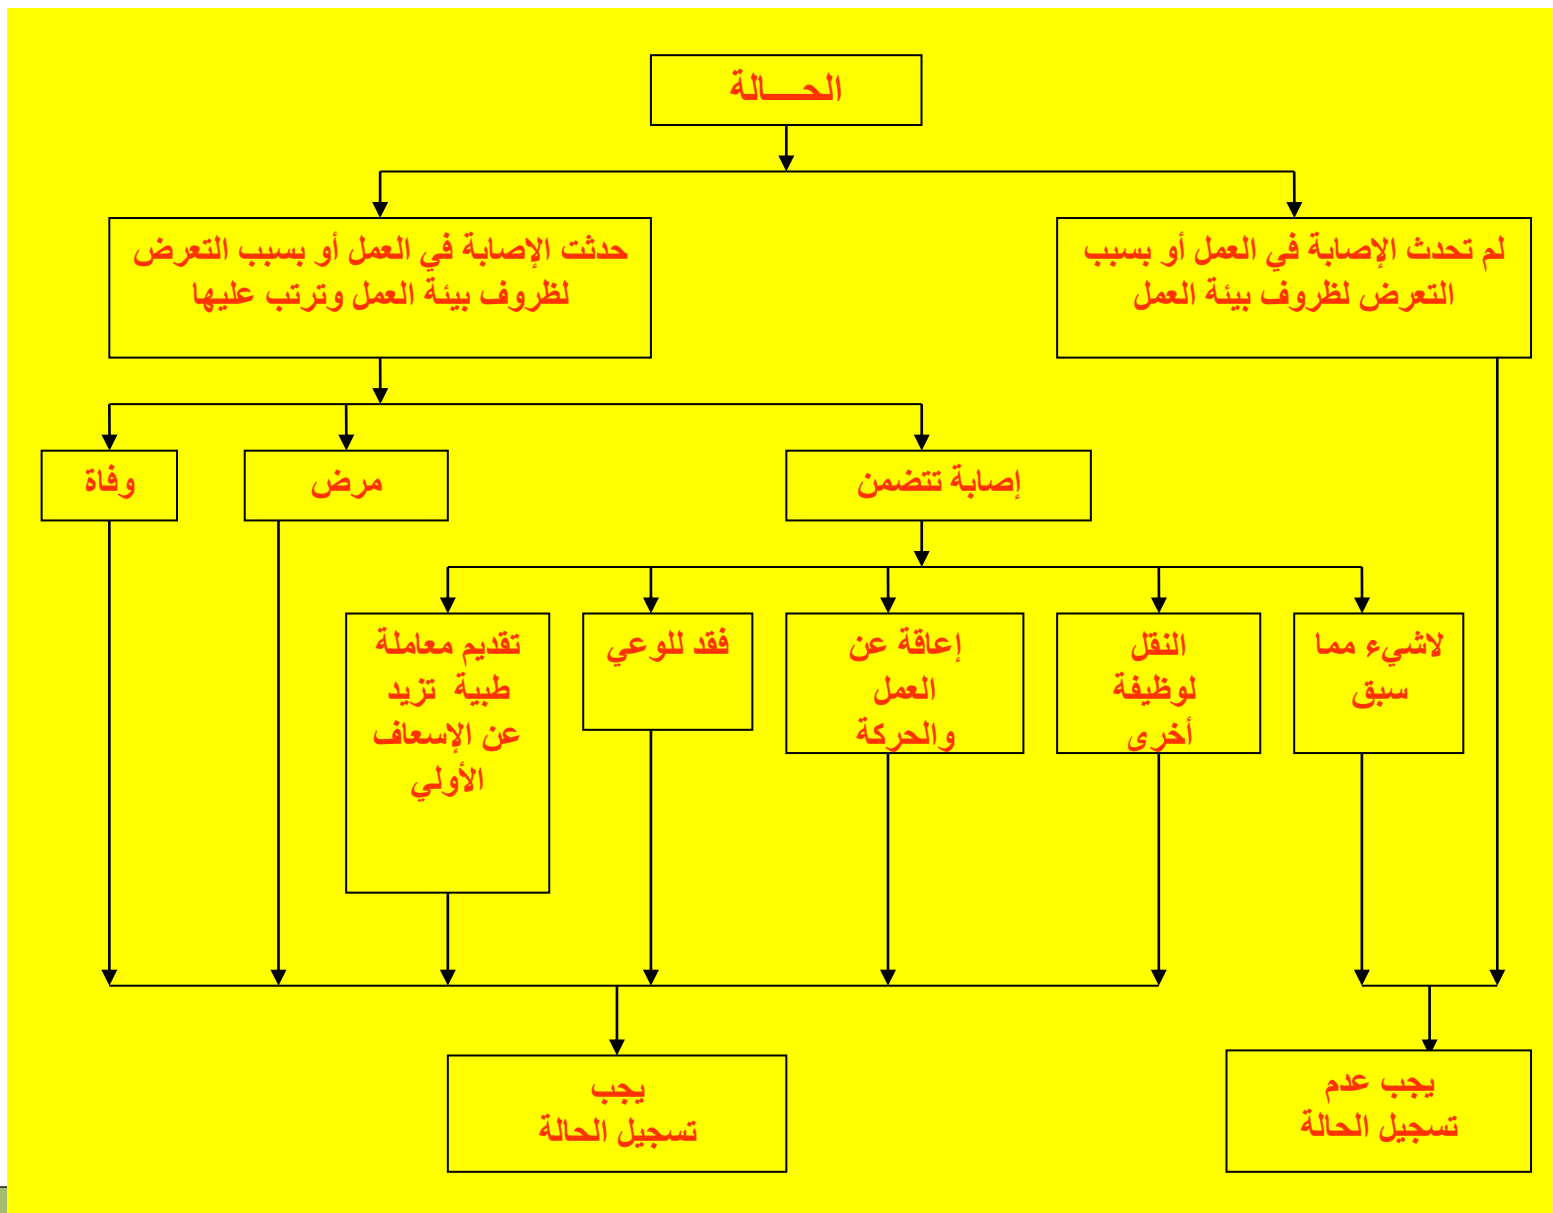 الحـــــالة
لم تحدث الإصابة في العمل أو بسبب
التعرض لظروف بيئة العمل
حدثت الإصابة في العمل أو بسبب التعرض
لظروف بيئة العمل وترتب عليها
إصابة تتضمن
مرض
وفاة
لاشيء مما
سبق
النقل
لوظيفة
أخرى
إعاقة عن
العمل
والحركة
فقد للوعي
تقديم معاملة
طبية تزيد
عن الإسعاف
الأولي
يجب عدم
تسجيل الحالة
يجب
تسجيل الحالة